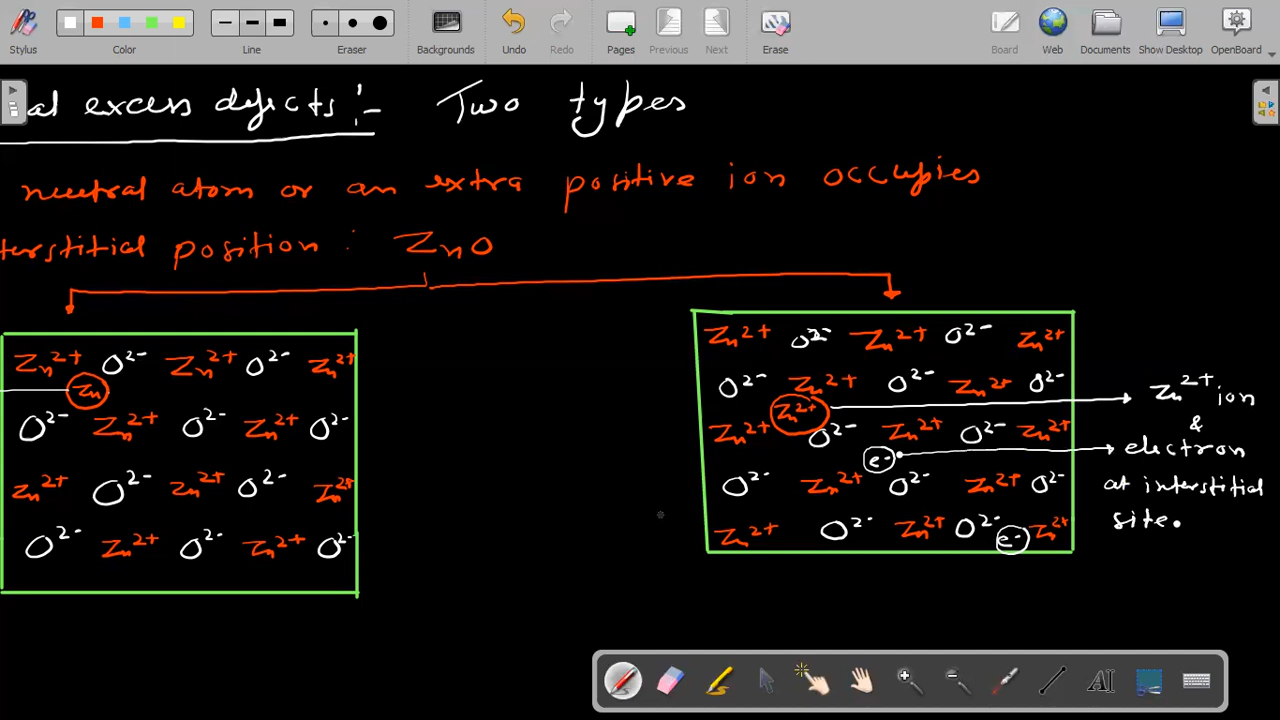 Stylus
Color
Line
Eraser
Backgrounds
Undo
Redo
Pages
Previous
Next
Erase
Board
Web
Documents
Show Desktop
OpenBoard
al excess defects :- Two types
neutral atom or an extra positive ion occupies
terstitial position : ZnO
Zn2+ O2- Zn2+ O2- Zn2+
Zn
O2- Zn2+ O2- Zn2+ O2-
Zn2+ O2- Zn2+ O2- Zn2+
O2- Zn2+ O2- Zn2+ O2-
Zn2+ O2- Zn2+ O2- Zn2+
O2- Zn2+ O2- Zn2+ O2-
Zn2+
Zn2+ O2- Zn2+ O2- Zn2+
e-
O2- Zn2+ O2- Zn2+ O2-
Zn2+ O2- Zn2+ O2- Zn2+
e-
Zn2+ ion
&
electron
at interstitial
site.
AI